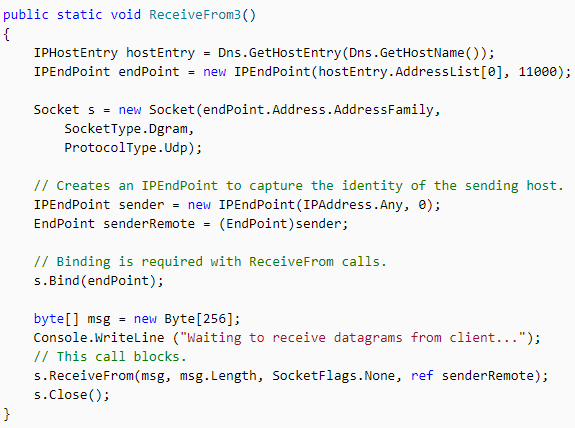 public static void ReceiveFrom3()
{
    IPHostEntry hostEntry = Dns.GetHostEntry(Dns.GetHostName());
    IPEndPoint endPoint = new IPEndPoint(hostEntry.AddressList[0], 11000);

    Socket s = new Socket(endPoint.Address.AddressFamily,
        SocketType.Dgram,
        ProtocolType.Udp);

    // Creates an IPEndPoint to capture the identity of the sending host.
    IPEndPoint sender = new IPEndPoint(IPAddress.Any, 0);
    EndPoint senderRemote = (EndPoint)sender;

    // Binding is required with ReceiveFrom calls.
    s.Bind(endPoint);

    byte[] msg = new Byte[256];
    Console.WriteLine ("Waiting to receive datagrams from client...");
    // This call blocks.
    s.ReceiveFrom(msg, msg.Length, SocketFlags.None, ref senderRemote);
    s.Close();
}